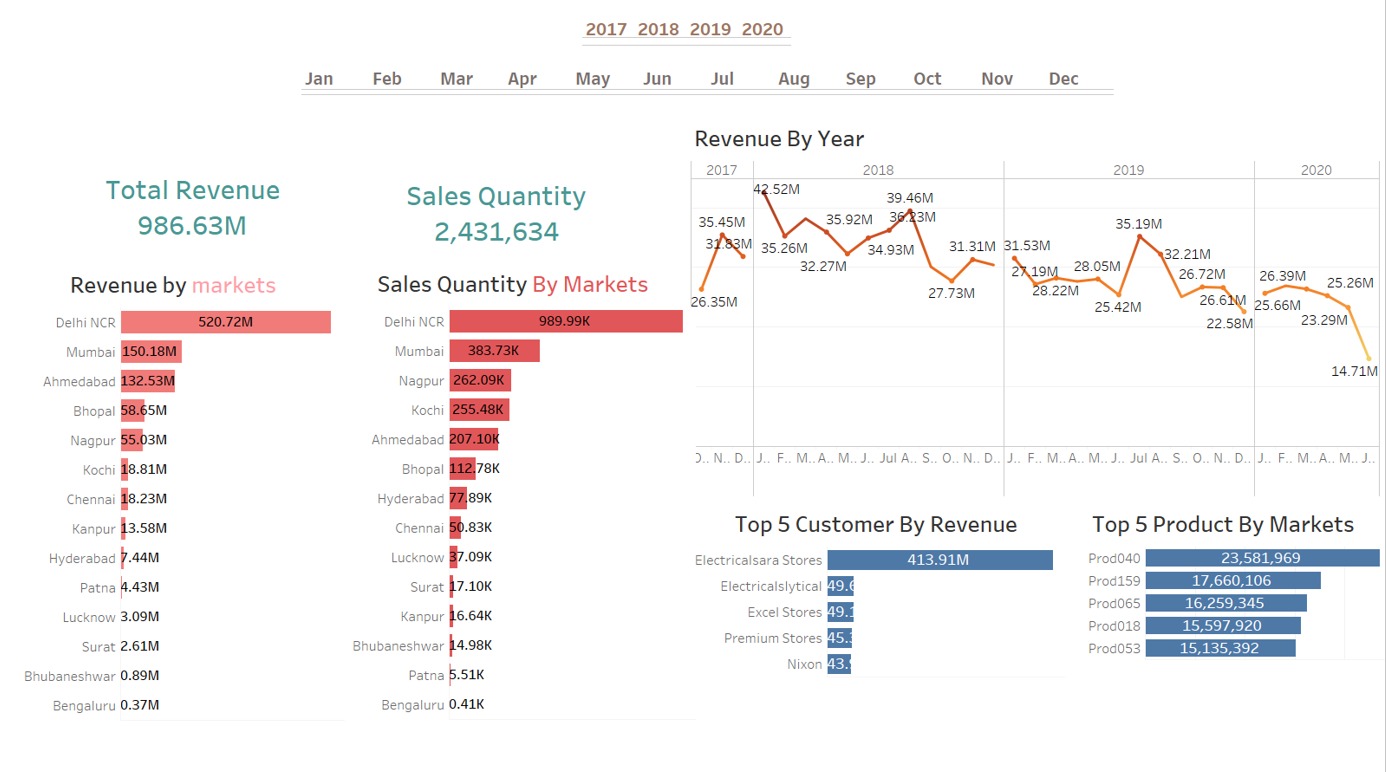 2017 2018 2019 2020
Jan Feb Mar Apr May Jun Jul Aug Sep Oct Nov Dec
Total Revenue
986.63M
Sales Quantity
2,431,634
Revenue by markets
Delhi NCR 520.72M
Mumbai 150.18M
Ahmedabad 132.53M
Bhopal 58.65M
Nagpur 55.03M
Kochi 18.81M
Chennai 18.23M
Kanpur 13.58M
Hyderabad 7.44M
Patna 4.43M
Lucknow 3.09M
Surat 2.61M
Bhubaneshwar 0.89M
Bengaluru 0.37M
Sales Quantity By Markets
Delhi NCR 989.99K
Mumbai 383.73K
Nagpur 262.09K
Kochi 255.48K
Ahmedabad 207.10K
Bhopal 112.78K
Hyderabad 77.89K
Chennai 50.83K
Lucknow 37.09K
Surat 17.10K
Kanpur 16.64K
Bhubaneshwar 14.98K
Patna 5.51K
Bengaluru 0.41K
Revenue By Year
2017 2018 2019 2020
42.52M
39.46M
35.45M 35.92M 36.23M 35.19M
31.83M 35.26M 34.93M 31.31M 31.53M 32.21M
32.27M 27.19M 28.05M 26.72M 26.39M 25.26M
26.35M 27.73M 28.22M 25.42M 26.61M 25.66M
22.58M 23.29M
14.71M
O.. N.. D.. J.. F.. M.. A.. M.. J.. Jul A.. S.. O.. N.. D.. J.. F.. M.. A.. M.. J.. Jul A.. S.. O.. N.. D.. J.. F.. M.. A.. M.. J..
Top 5 Customer By Revenue
Electricalsara Stores 413.91M
Electricalslytical
Excel Stores
Premium Stores
Nixon
Top 5 Product By Markets
Prod040 23,581,969
Prod159 17,660,106
Prod065 16,259,345
Prod018 15,597,920
Prod053 15,135,392